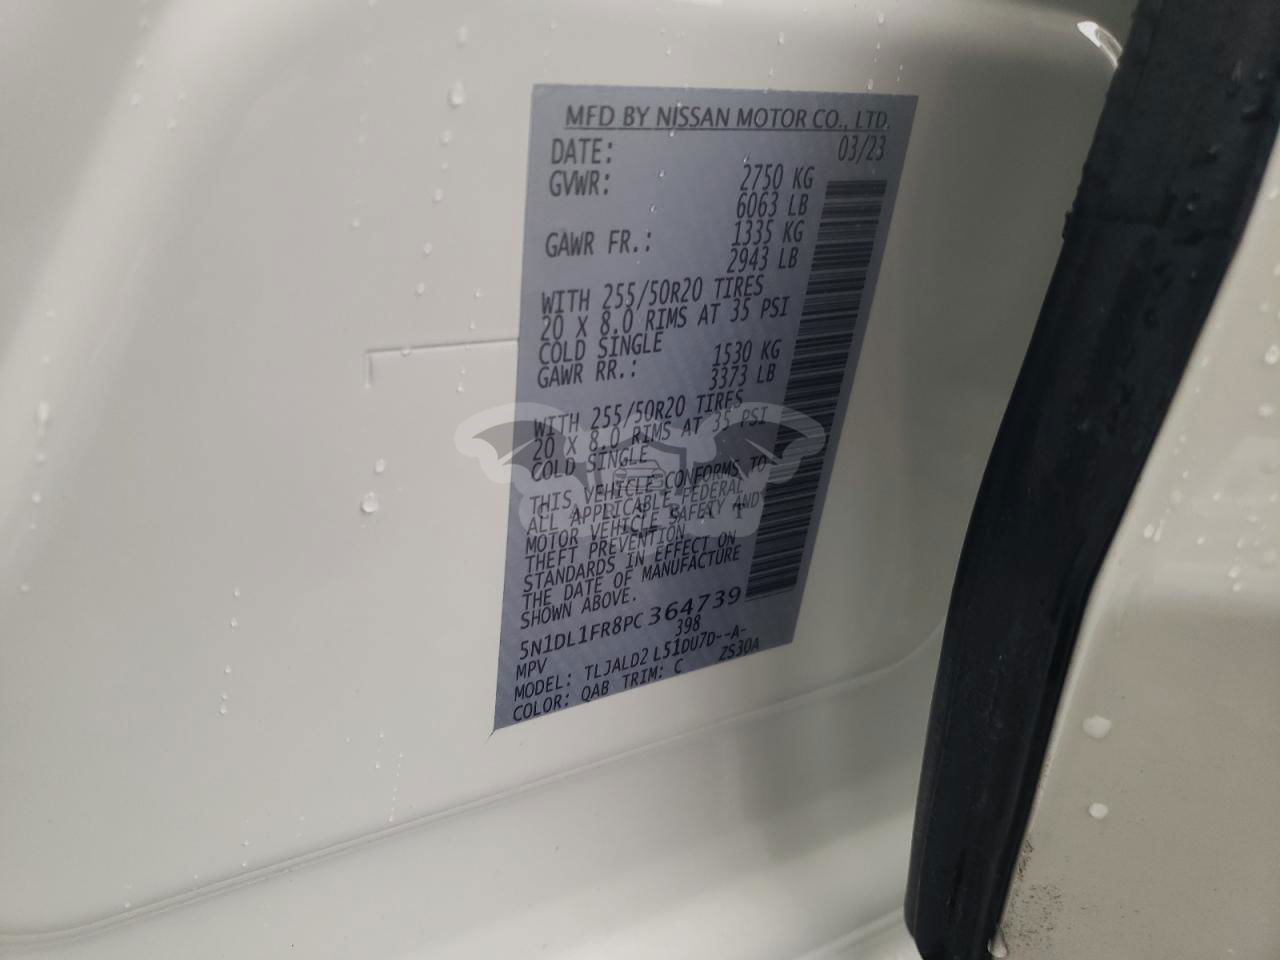 MFD BY NISSAN MOTOR CO., LTD.
DATE: 03/23
GVWR: 2750 KG
6063 LB
GAWR FR.: 1335 KG
2943 LB
WITH 255/50R20 TIRES
20 X 8.0 RIMS AT 35 PSI
COLD SINGLE
GAWR RR.: 1530 KG
3373 LB
WITH 255/50R20 TIRES
20 X 8.0 RIMS AT 35 PSI
COLD SINGLE
THIS VEHICLE CONFORMS TO
ALL APPLICABLE FEDERAL
MOTOR VEHICLE SAFETY AND
THEFT PREVENTION
STANDARDS IN EFFECT ON
THE DATE OF MANUFACTURE
SHOWN ABOVE.
5N1DL1FR8PC364739
MPV 398
MODEL: TLJALD2 L51DU7D--A-
COLOR: QAB TRIM: C ZS30A